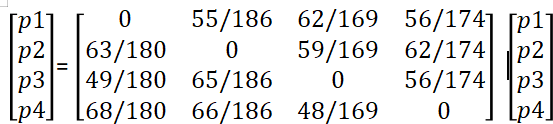 [p1] [0 55/186 62/169 56/174] [p1]
[p2] = [63/180 0 59/169 62/174] [p2]
[p3] [49/180 65/186 0 56/174] [p3]
[p4] [68/180 66/186 48/169 0] [p4]